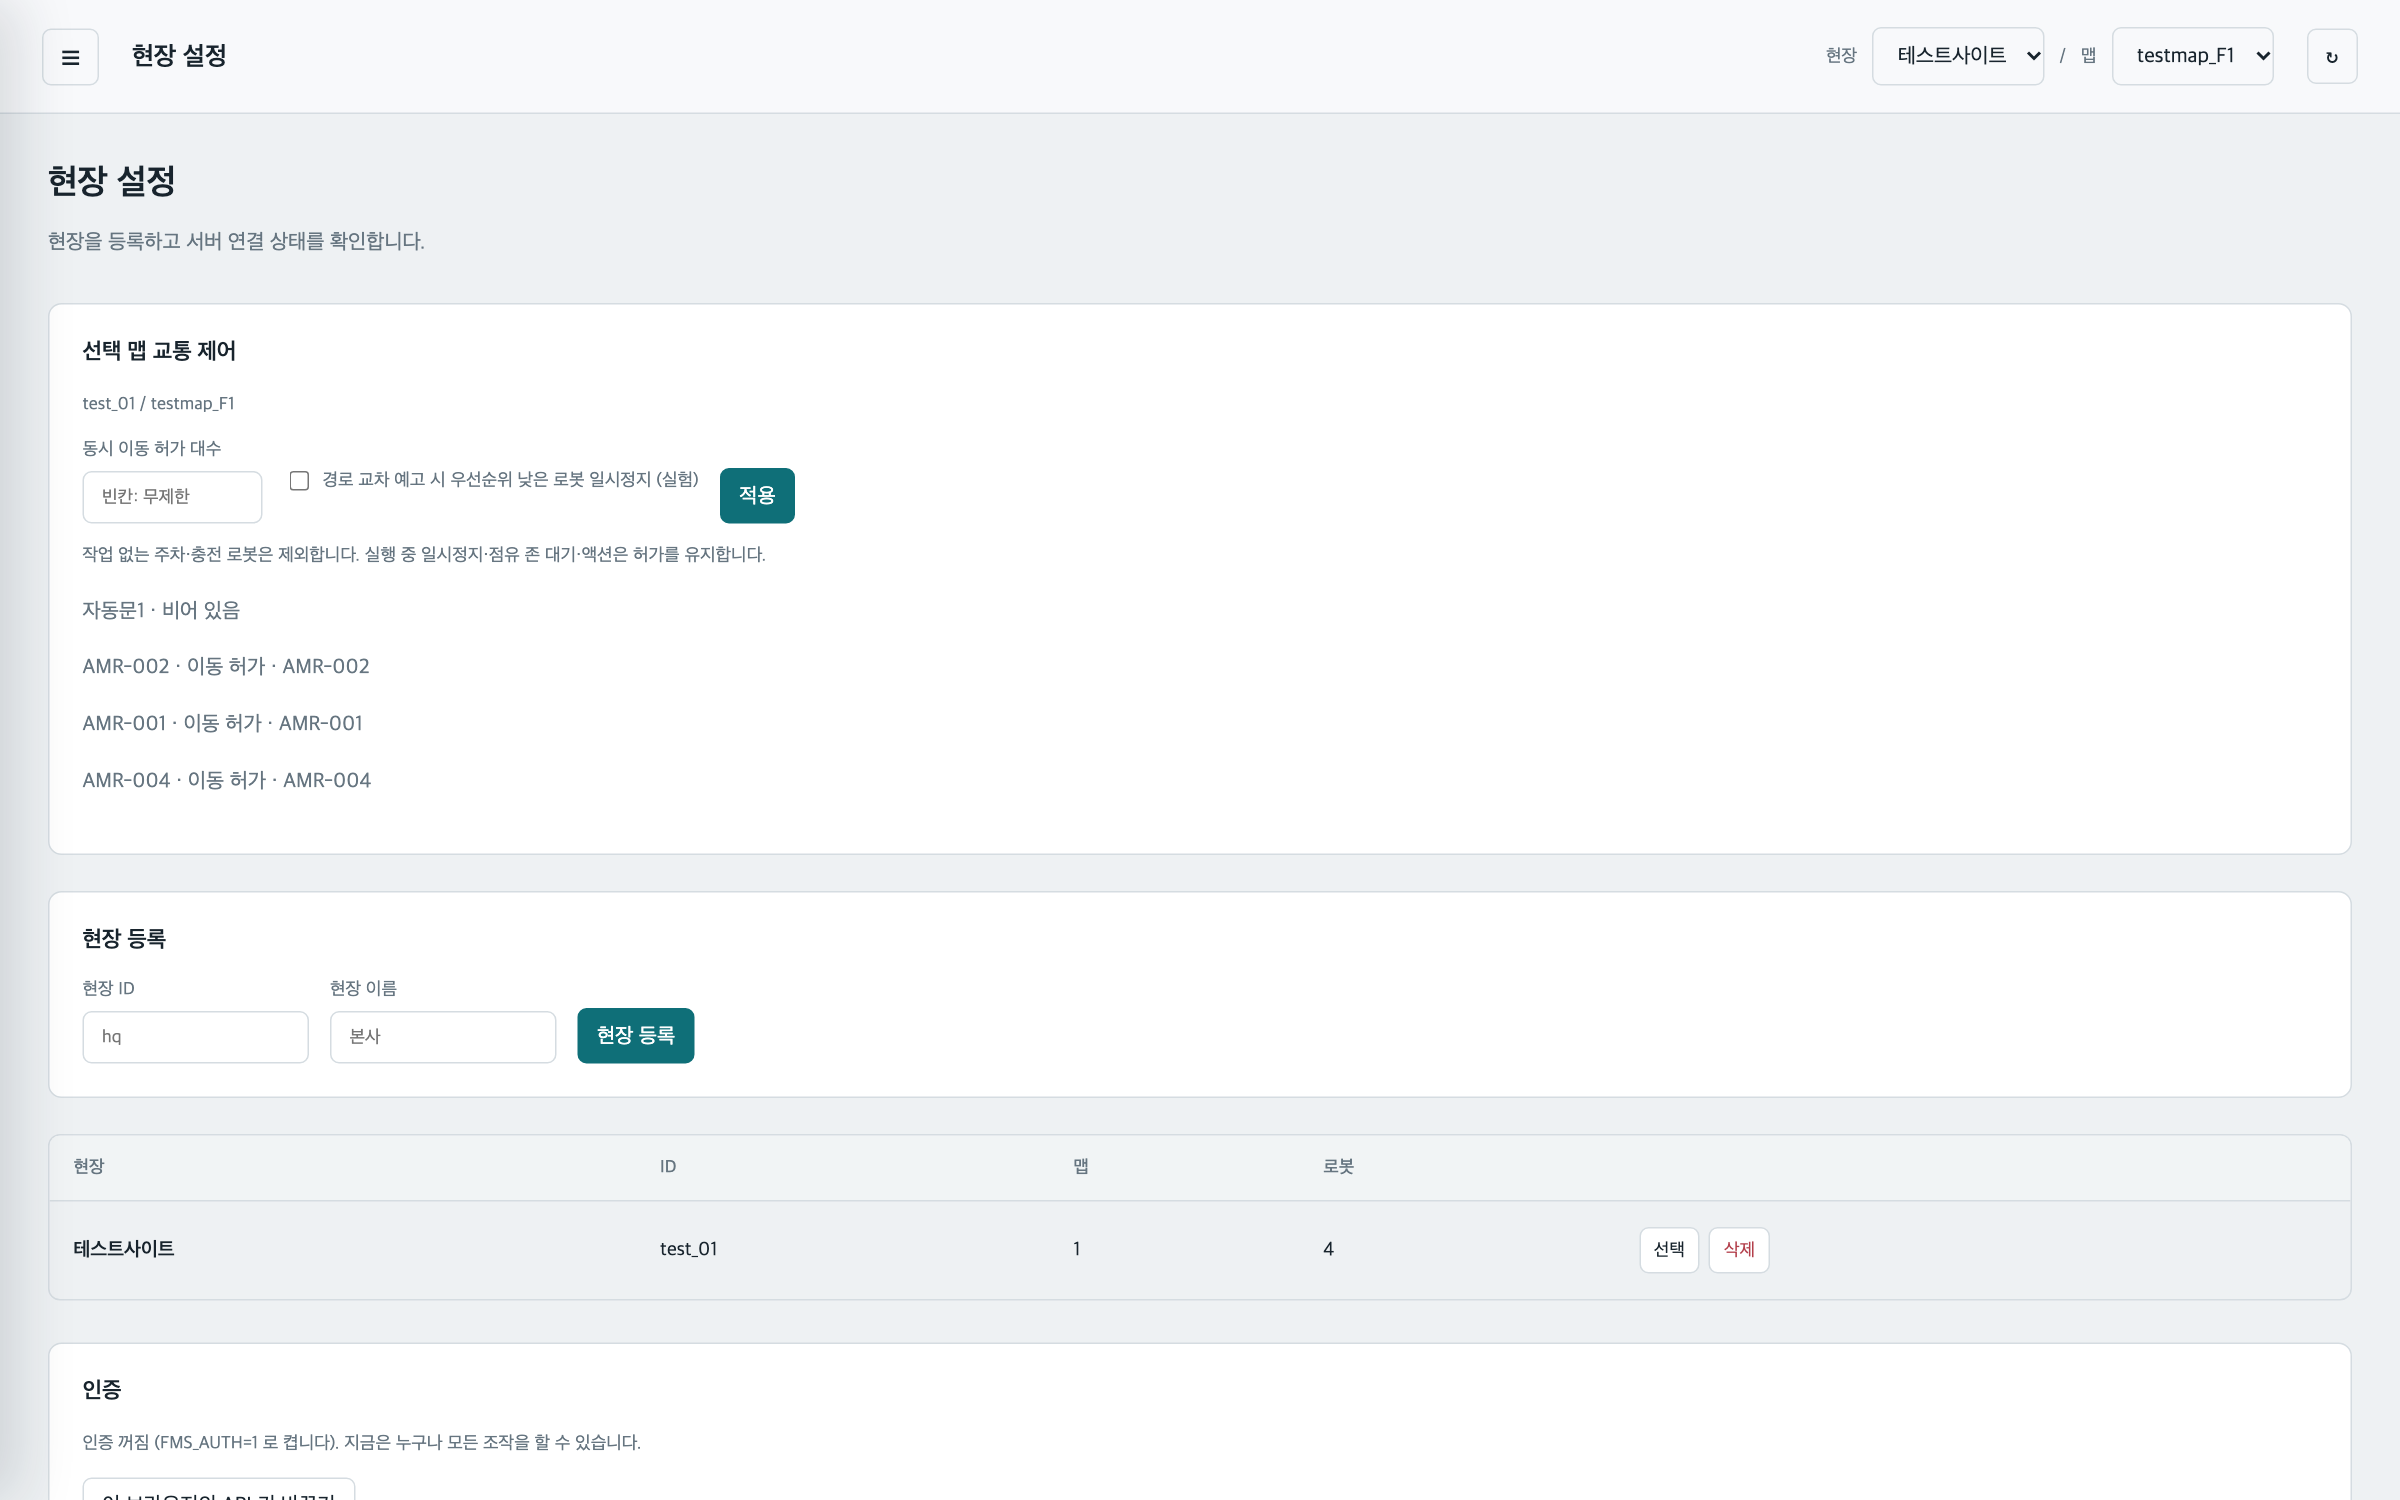 현장 설정
현장 테스트사이트 / 맵 testmap_F1 ↻
현장 설정
현장을 등록하고 서버 연결 상태를 확인합니다.
선택 맵 교통 제어
test_01 / testmap_F1
동시 이동 허가 대수
빈칸: 무제한
경로 교차 예고 시 우선순위 낮은 로봇 일시정지 (실험)
적용
작업 없는 주차·충전 로봇은 제외합니다. 실행 중 일시정지·점유 존 대기·액션은 허가를 유지합니다.
자동문1 · 비어 있음
AMR-002 · 이동 허가 · AMR-002
AMR-001 · 이동 허가 · AMR-001
AMR-004 · 이동 허가 · AMR-004
현장 등록
현장 ID 현장 이름
hq 본사 현장 등록
현장 ID 맵 로봇
테스트사이트 test_01 1 4 선택 삭제
인증
인증 꺼짐 (FMS_AUTH=1 로 켭니다). 지금은 누구나 모든 조작을 할 수 있습니다.